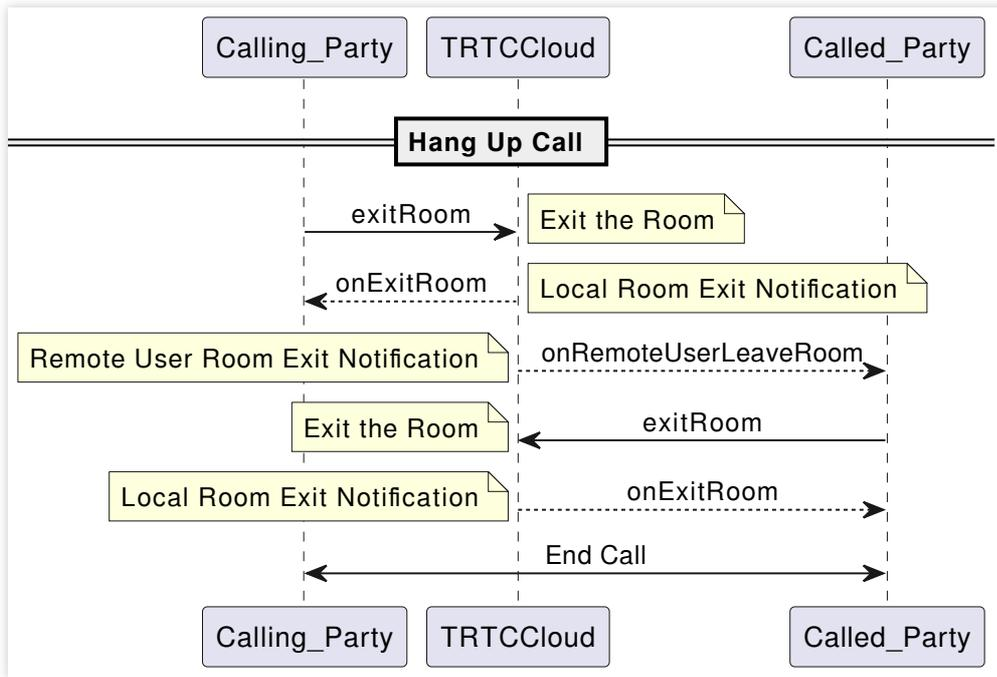 Calling_Party TRTCCloud Called_Party
Hang Up Call
exitRoom Exit the Room
onExitRoom Local Room Exit Notification
Remote User Room Exit Notification onRemoteUserLeaveRoom
Exit the Room exitRoom
Local Room Exit Notification onExitRoom
End Call
Calling_Party TRTCCloud Called_Party